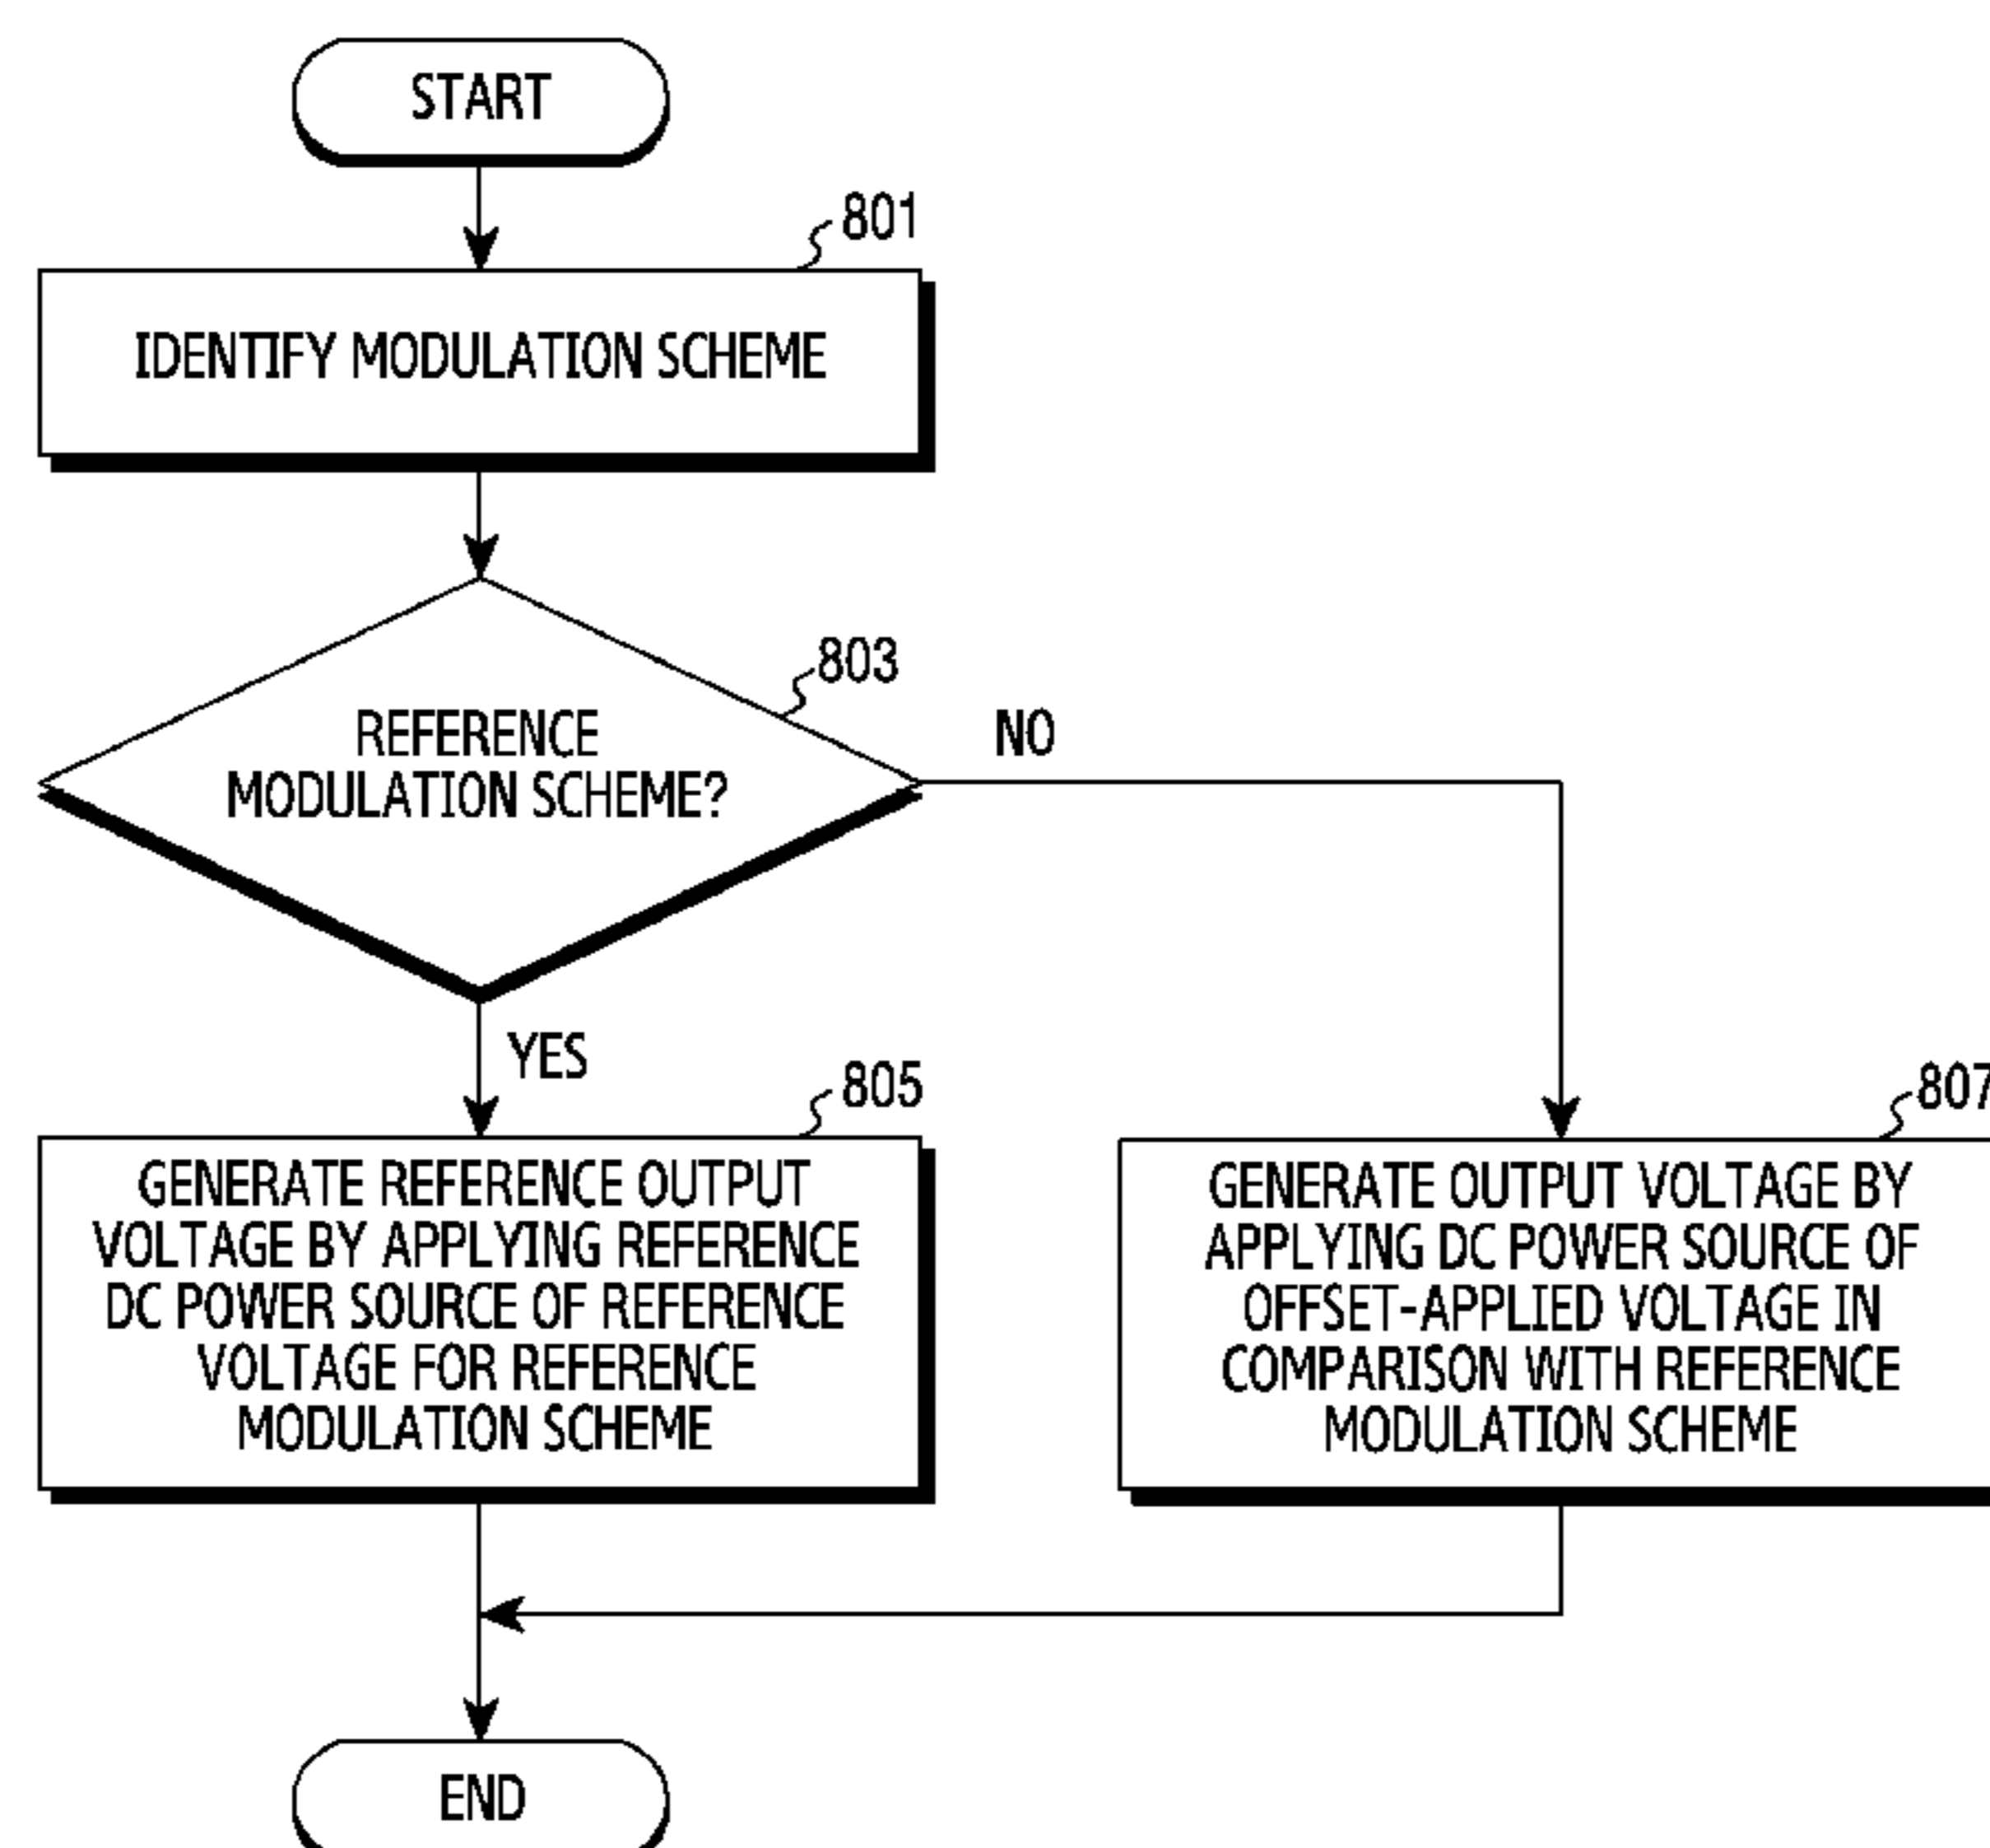 START
801
IDENTIFY MODULATION SCHEME
803
REFERENCE
MODULATION SCHEME?
NO
YES
805
GENERATE REFERENCE OUTPUT
VOLTAGE BY APPLYING REFERENCE
DC POWER SOURCE OF REFERENCE
VOLTAGE FOR REFERENCE
MODULATION SCHEME
807
GENERATE OUTPUT VOLTAGE BY
APPLYING DC POWER SOURCE OF
OFFSET-APPLIED VOLTAGE IN
COMPARISON WITH REFERENCE
MODULATION SCHEME
END